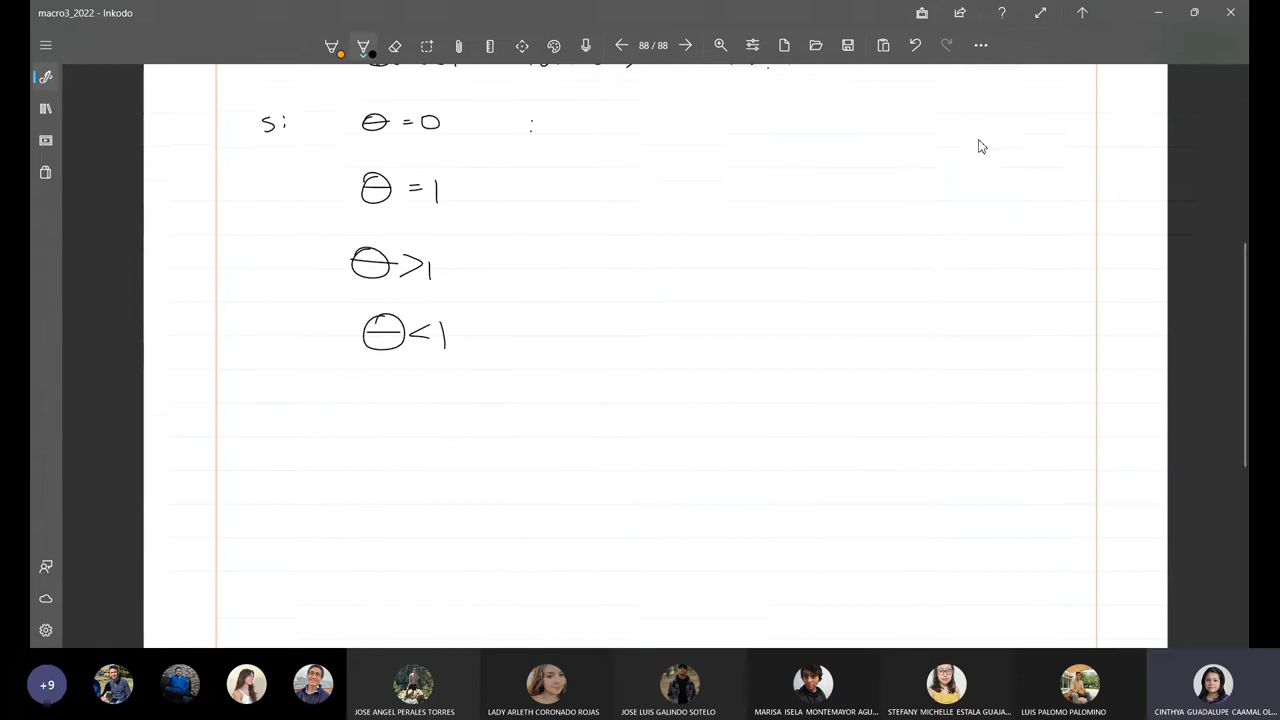 macro3_2022 - Inkodo
88 / 88
si θ = 0 :
θ = 1
θ > 1
θ < 1
+9
JOSE ANGEL PERALES TORRES
LADY ARLETH CORONADO ROJAS
JOSE LUIS GALINDO SOTELO
MARISA ISELA MONTEMAYOR AGU...
STEFANY MICHELLE ESTALA GUAJA...
LUIS PALOMO PALOMINO
CINTHYA GUADALUPE CAAMAL OL...